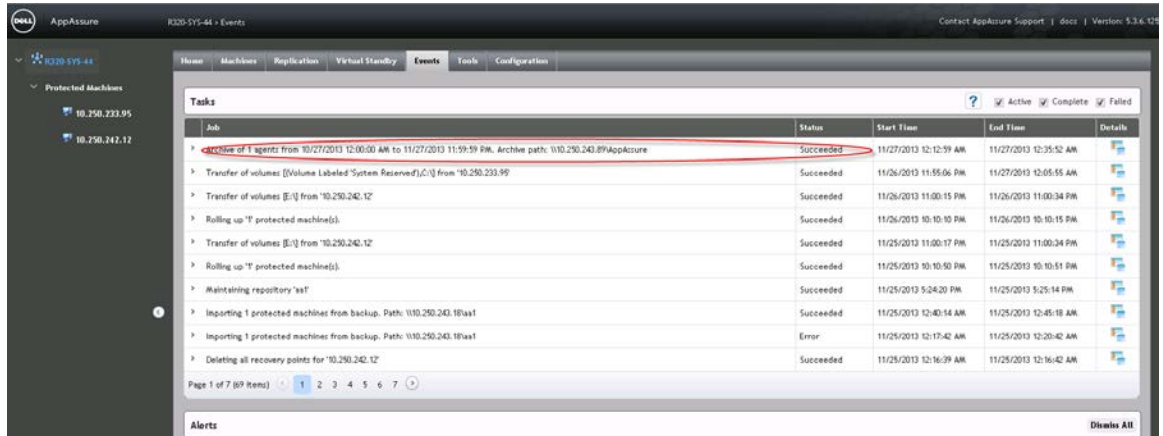 DELL
AppAssure
R320-SYS-44 › Events
Contact AppAssure Support | docs | Version: 5.3.6.125
R320-SYS-44
Protected Machines
10.250.233.95
10.250.242.12
Home Machines Replication Virtual Standby Events Tools Configuration
Tasks ? Active Complete Failed
Job Status Start Time End Time Details
Archive of 1 agents from 10/27/2013 12:00:00 AM to 11/27/2013 11:59:59 PM. Archive path: \\10.250.243.89\AppAssure Succeeded 11/27/2013 12:12:59 AM 11/27/2013 12:35:52 AM
Transfer of volumes [(Volume Labeled 'System Reserved'),C:\] from '10.250.233.95' Succeeded 11/26/2013 11:55:06 PM 11/27/2013 12:05:55 AM
Transfer of volumes [E:\] from '10.250.242.12' Succeeded 11/26/2013 11:00:15 PM 11/26/2013 11:00:34 PM
Rolling up '1' protected machine(s). Succeeded 11/26/2013 10:10:10 PM 11/26/2013 10:10:15 PM
Transfer of volumes [E:\] from '10.250.242.12' Succeeded 11/25/2013 11:00:17 PM 11/25/2013 11:00:34 PM
Rolling up '1' protected machine(s). Succeeded 11/25/2013 10:10:50 PM 11/25/2013 10:10:51 PM
Maintaining repository 'aa1' Succeeded 11/25/2013 5:24:20 PM 11/25/2013 5:25:14 PM
Importing 1 protected machines from backup. Path: \\10.250.243.18\aa1 Succeeded 11/25/2013 12:40:14 AM 11/25/2013 12:45:18 AM
Importing 1 protected machines from backup. Path: \\10.250.243.18\aa1 Error 11/25/2013 12:17:42 AM 11/25/2013 12:20:42 AM
Deleting all recovery points for '10.250.242.12' Succeeded 11/25/2013 12:16:39 AM 11/25/2013 12:16:42 AM
Page 1 of 7 (69 items) 1 2 3 4 5 6 7
Alerts Dismiss All